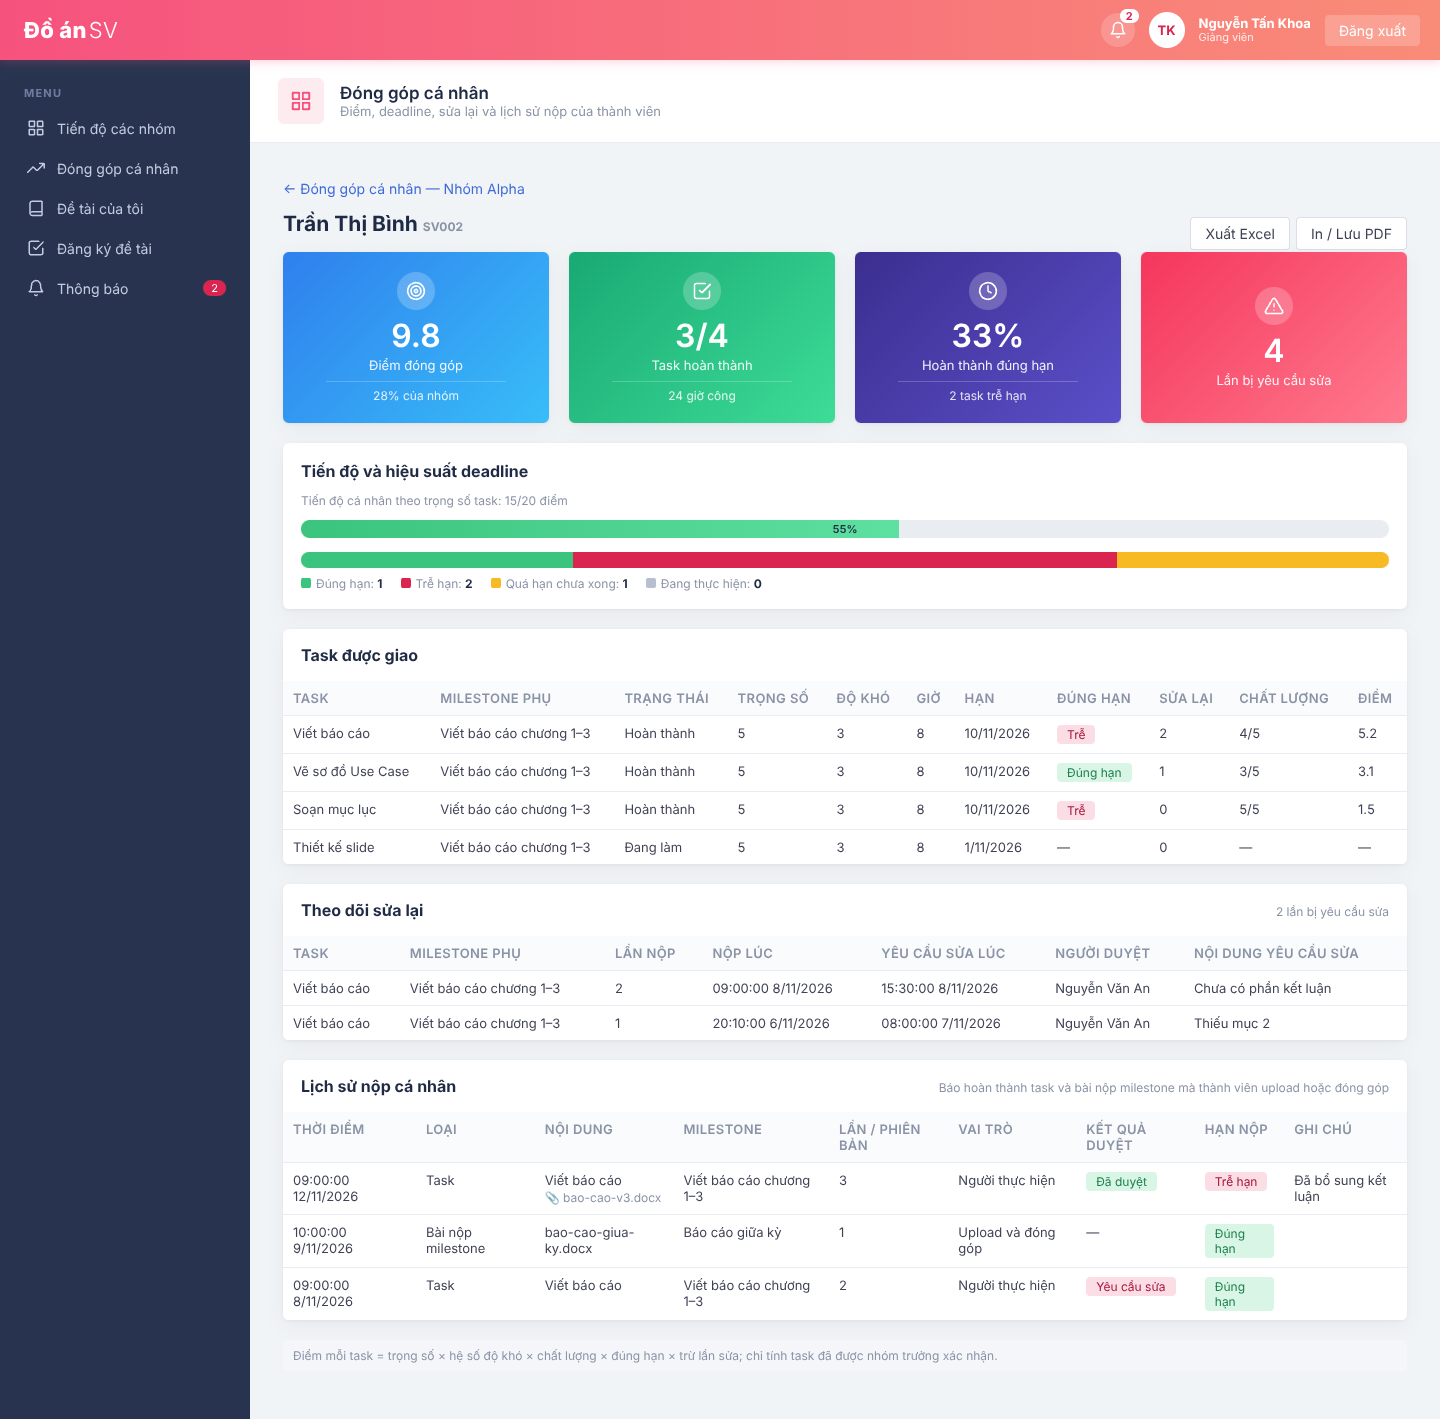 Đồ án SV
2
TK
Nguyễn Tấn Khoa
Giảng viên
Đăng xuất
MENU
Tiến độ các nhóm
Đóng góp cá nhân
Đề tài của tôi
Đăng ký đề tài
Thông báo
2
Đóng góp cá nhân
Điểm, deadline, sửa lại và lịch sử nộp của thành viên
← Đóng góp cá nhân — Nhóm Alpha
Trần Thị Bình SV002
Xuất Excel
In / Lưu PDF
9.8
Điểm đóng góp
28% của nhóm
3/4
Task hoàn thành
24 giờ công
33%
Hoàn thành đúng hạn
2 task trễ hạn
4
Lần bị yêu cầu sửa
Tiến độ và hiệu suất deadline
Tiến độ cá nhân theo trọng số task: 15/20 điểm
55%
Đúng hạn: 1 Trễ hạn: 2 Quá hạn chưa xong: 1 Đang thực hiện: 0
Task được giao
TASK MILESTONE PHỤ TRẠNG THÁI TRỌNG SỐ ĐỘ KHÓ GIỜ HẠN ĐÚNG HẠN SỬA LẠI CHẤT LƯỢNG ĐIỂM
Viết báo cáo Viết báo cáo chương 1–3 Hoàn thành 5 3 8 10/11/2026 Trễ 2 4/5 5.2
Vẽ sơ đồ Use Case Viết báo cáo chương 1–3 Hoàn thành 5 3 8 10/11/2026 Đúng hạn 1 3/5 3.1
Soạn mục lục Viết báo cáo chương 1–3 Hoàn thành 5 3 8 10/11/2026 Trễ 0 5/5 1.5
Thiết kế slide Viết báo cáo chương 1–3 Đang làm 5 3 8 1/11/2026 — 0 — —
Theo dõi sửa lại
2 lần bị yêu cầu sửa
TASK MILESTONE PHỤ LẦN NỘP NỘP LÚC YÊU CẦU SỬA LÚC NGƯỜI DUYỆT NỘI DUNG YÊU CẦU SỬA
Viết báo cáo Viết báo cáo chương 1–3 2 09:00:00 8/11/2026 15:30:00 8/11/2026 Nguyễn Văn An Chưa có phần kết luận
Viết báo cáo Viết báo cáo chương 1–3 1 20:10:00 6/11/2026 08:00:00 7/11/2026 Nguyễn Văn An Thiếu mục 2
Lịch sử nộp cá nhân
Báo hoàn thành task và bài nộp milestone mà thành viên upload hoặc đóng góp
THỜI ĐIỂM LOẠI NỘI DUNG MILESTONE LẦN / PHIÊN VAI TRÒ KẾT QUẢ HẠN NỘP GHI CHÚ
BẢN DUYỆT
09:00:00 Task Viết báo cáo Viết báo cáo chương 3 Người thực hiện Đã duyệt Trễ hạn Đã bổ sung kết
12/11/2026 📎 bao-cao-v3.docx 1–3 luận
10:00:00 Bài nộp bao-cao-giua- Báo cáo giữa kỳ 1 Upload và đóng — Đúng
9/11/2026 milestone ky.docx góp hạn
09:00:00 Task Viết báo cáo Viết báo cáo chương 2 Người thực hiện Yêu cầu sửa Đúng
8/11/2026 1–3 hạn
Điểm mỗi task = trọng số × hệ số độ khó × chất lượng × đúng hạn × trừ lần sửa; chỉ tính task đã được nhóm trưởng xác nhận.